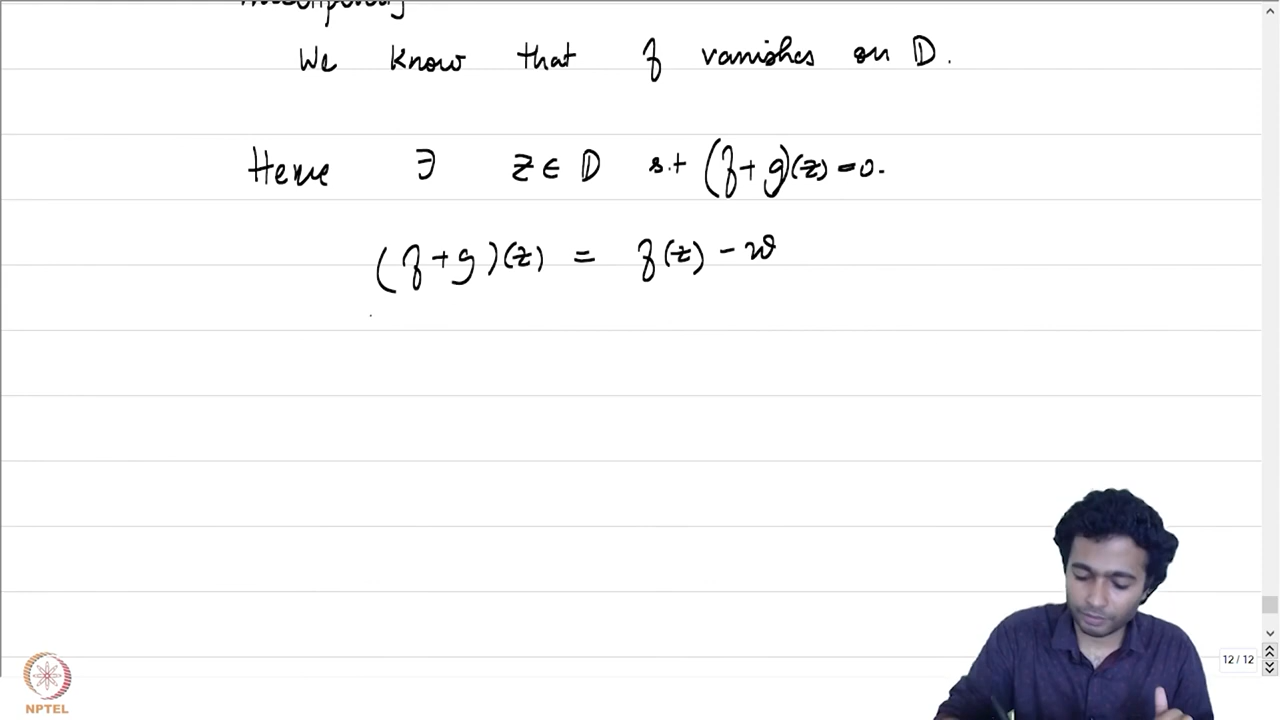 We know that f vanishes on D.
Hence ∃ z ∈ D s.t (f+g)(z) = 0.
(f+g)(z) = f(z) - w
12 / 12
NPTEL